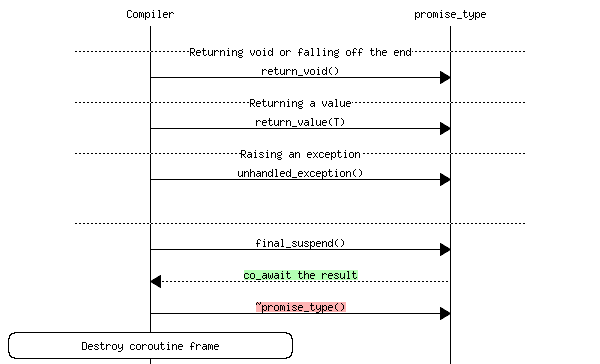 Compiler promise_type
Returning void or falling off the end
return_void()
Returning a value
return_value(T)
Raising an exception
unhandled_exception()
final_suspend()
co_await the result
~promise_type()
Destroy coroutine frame